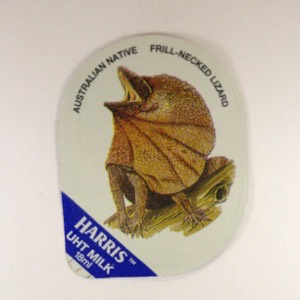 AUSTRALIAN NATIVE FRILL-NECKED LIZARD
HARRIS™
UHT MILK
18ml